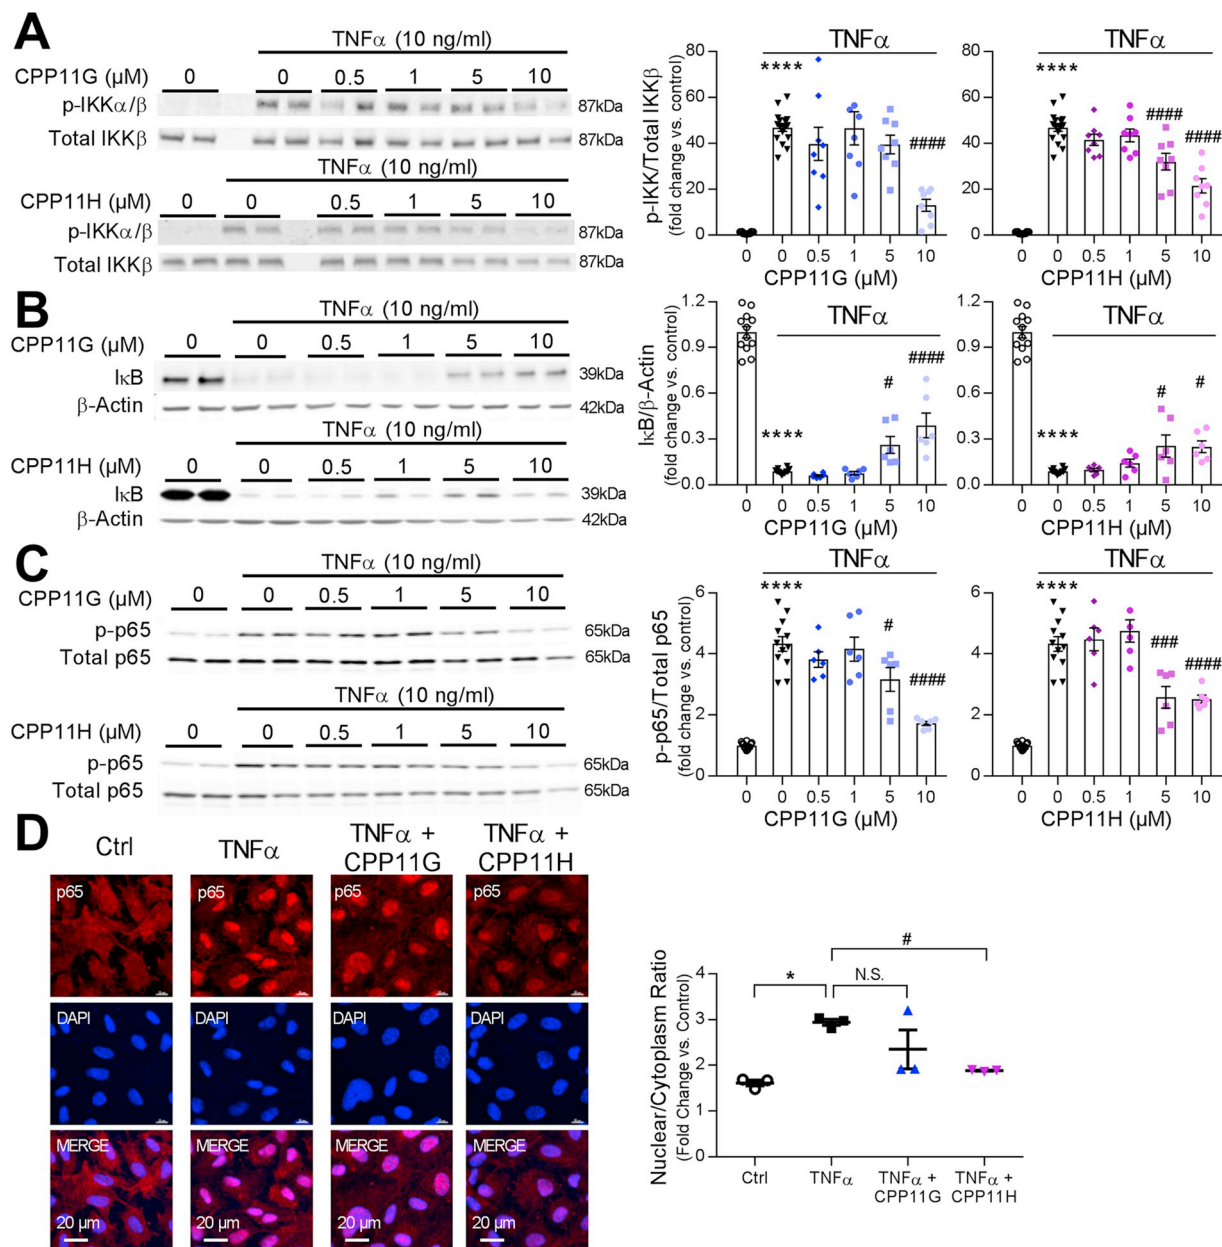 A
TNFα (10 ng/ml)
CPP11G (µM) 0 0 0.5 1 5 10
p-IKKα/β 87kDa
Total IKKβ 87kDa
TNFα (10 ng/ml)
CPP11H (µM) 0 0 0.5 1 5 10
p-IKKα/β 87kDa
Total IKKβ 87kDa
p-IKK/Total IKKβ
(fold change vs. control)
TNFα
80
60
40
20
0
****
####
0 0 0.5 1 5 10
CPP11G (µM)
TNFα
80
60
40
20
0
****
####
####
0 0 0.5 1 5 10
CPP11H (µM)
B
TNFα (10 ng/ml)
CPP11G (µM) 0 0 0.5 1 5 10
IκB 39kDa
β-Actin 42kDa
TNFα (10 ng/ml)
CPP11H (µM) 0 0 0.5 1 5 10
IκB 39kDa
β-Actin 42kDa
IκB/β-Actin
(fold change vs. control)
TNFα
1.2
0.9
0.6
0.3
0
****
#
####
0 0 0.5 1 5 10
CPP11G (µM)
TNFα
1.2
0.9
0.6
0.3
0
****
#
#
0 0 0.5 1 5 10
CPP11H (µM)
C
TNFα (10 ng/ml)
CPP11G (µM) 0 0 0.5 1 5 10
p-p65 65kDa
Total p65 65kDa
TNFα (10 ng/ml)
CPP11H (µM) 0 0 0.5 1 5 10
p-p65 65kDa
Total p65 65kDa
p-p65/Total p65
(fold change vs. control)
TNFα
6
4
2
0
****
#
####
0 0 0.5 1 5 10
CPP11G (µM)
TNFα
6
4
2
0
****
###
####
0 0 0.5 1 5 10
CPP11H (µM)
D
Ctrl
TNFα
TNFα +
CPP11G
TNFα +
CPP11H
p65 p65 p65 p65
DAPI DAPI DAPI DAPI
MERGE MERGE MERGE MERGE
20 µm 20 µm 20 µm 20 µm
Nuclear/Cytoplasm Ratio
(Fold Change vs. Control)
4
3
2
1
0
*
N.S.
#
Ctrl
TNFα
TNFα +
CPP11G
TNFα +
CPP11H